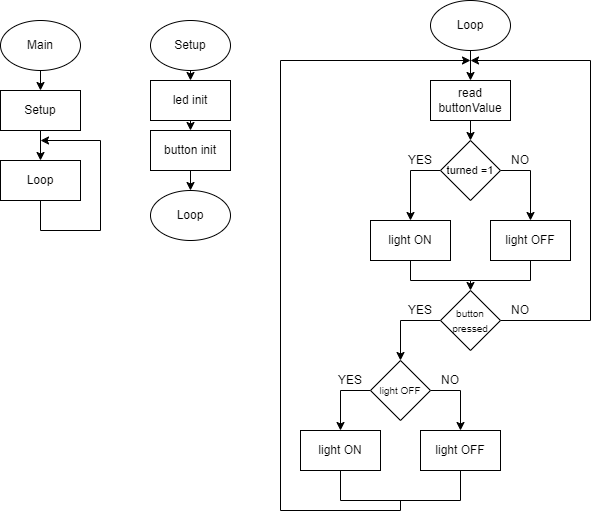 Main
Setup
Loop
Setup
led init
button init
Loop
Loop
read
buttonValue
YES
NO
turned =1
light ON
light OFF
YES
NO
button
pressed
YES
NO
light OFF
light ON
light OFF